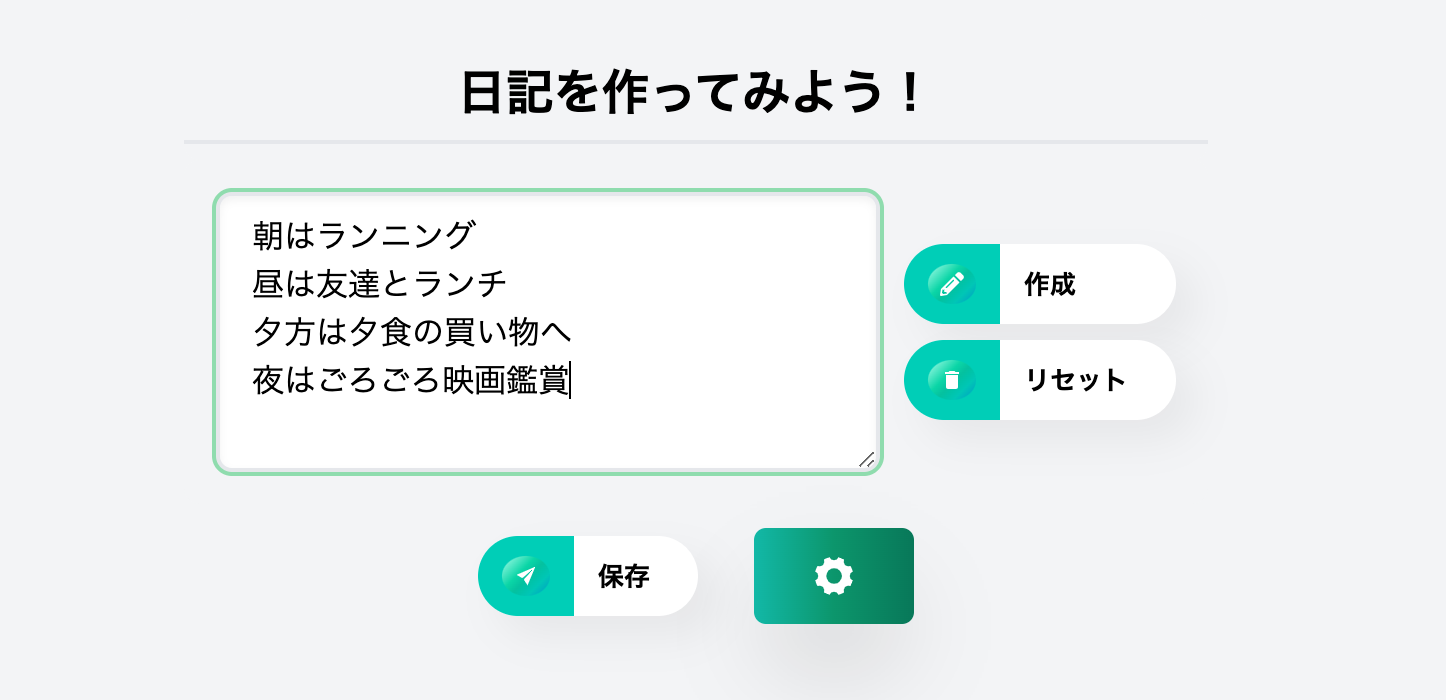 日記を作ってみよう！
朝はランニング
昼は友達とランチ
夕方は夕食の買い物へ
夜はごろごろ映画鑑賞
作成
リセット
保存